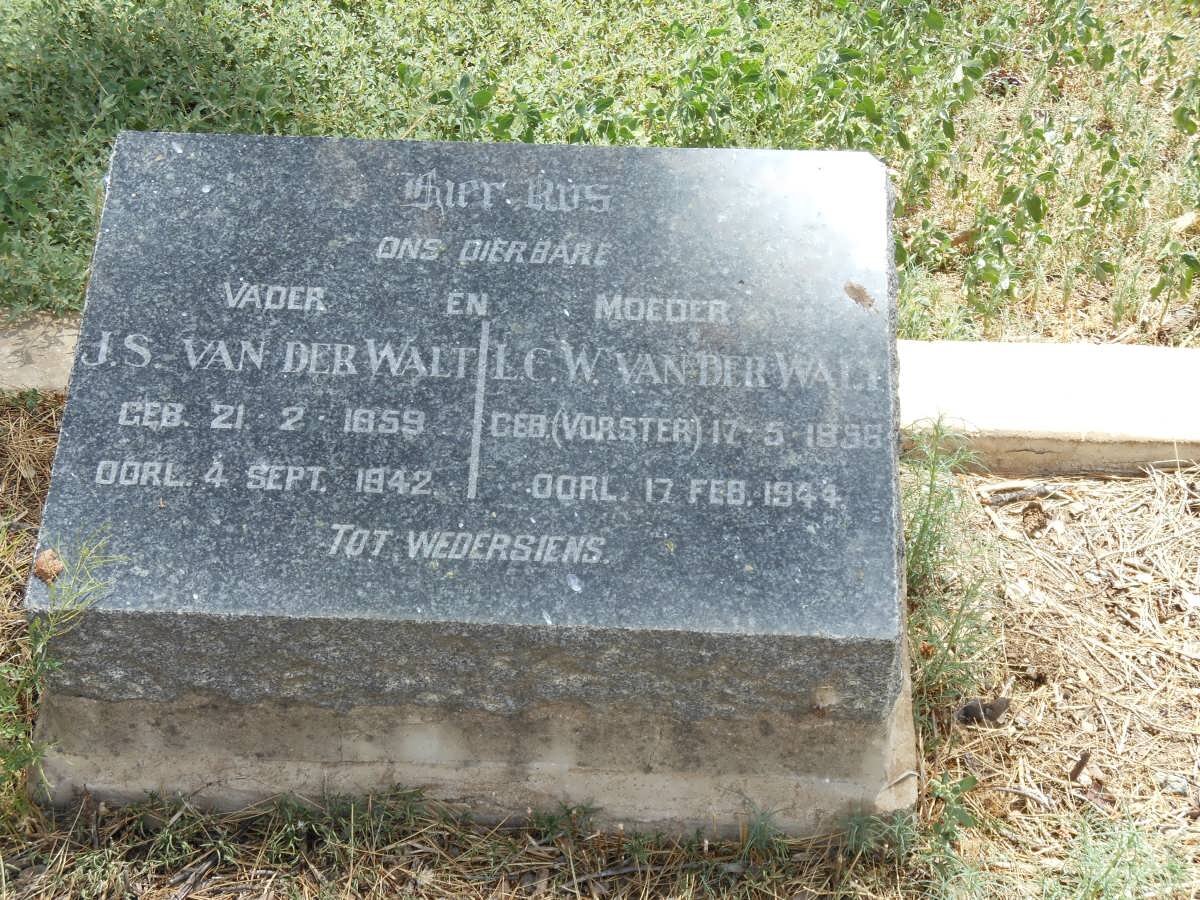 Hier Rus
ONS DIERBARE
VADER EN MOEDER
J.S. VAN DER WALT L.C.W. VAN DER WALT
GEB. 21·2·1859 GEB. (VORSTER) 17·5
OORL. 4 SEPT. 1942. OORL. 17 FEB. 1944.
TOT WEDERSIENS.